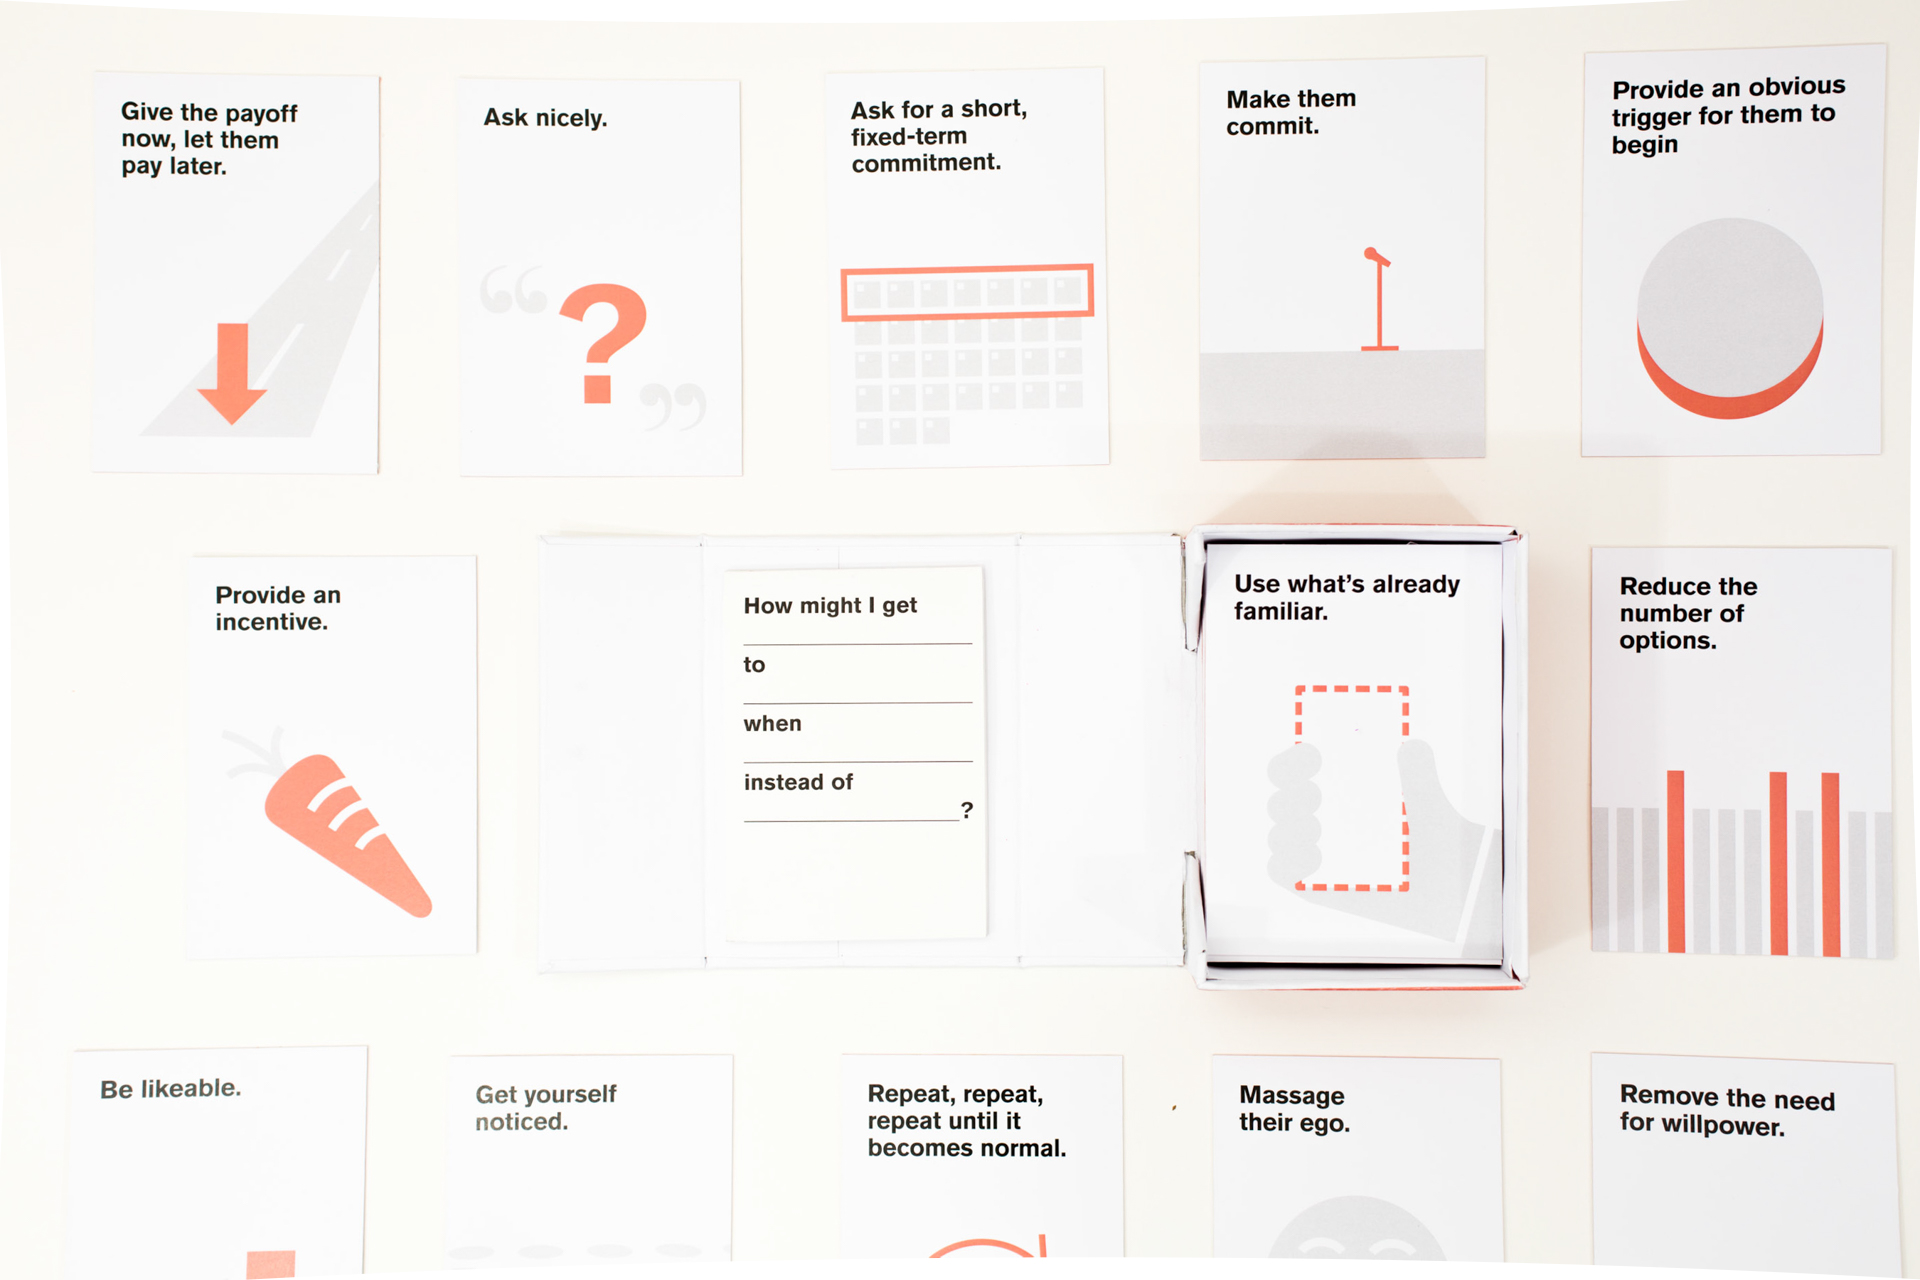 Give the payoff
now, let them
pay later.
Ask nicely.
“?”
Ask for a short,
fixed-term
commitment.
Make them
commit.
Provide an obvious
trigger for them to
begin
Provide an
incentive.
How might I get
to
when
instead of
?
Use what’s already
familiar.
Reduce the
number of
options.
Be likeable.
Get yourself
noticed.
Repeat, repeat,
repeat until it
becomes normal.
Massage
their ego.
Remove the need
for willpower.